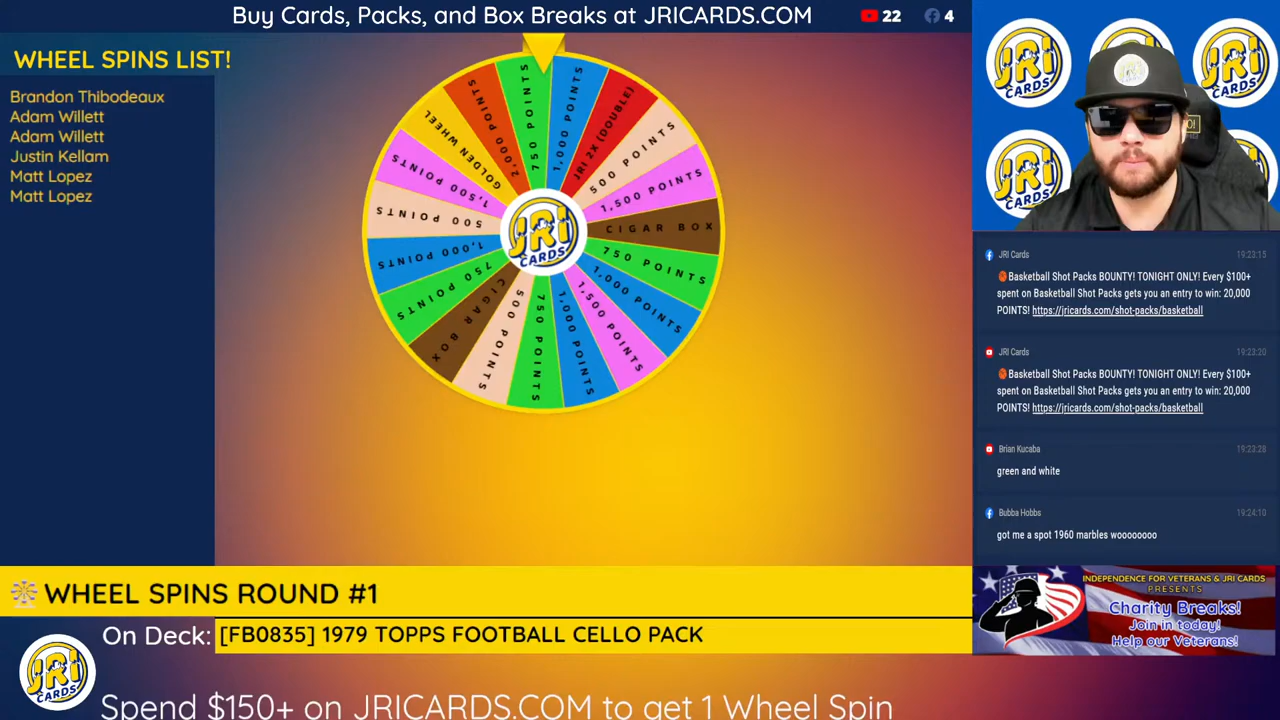 Buy Cards, Packs, and Box Breaks at JRICARDS.COM
22
4
WHEEL SPINS LIST!
Brandon Thibodeaux
Adam Willett
Adam Willett
Justin Kellam
Matt Lopez
Matt Lopez
750 POINTS
1,000 POINTS
JRI 2X (DOUBLE)
500 POINTS
1,500 POINTS
CIGAR BOX
750 POINTS
1,000 POINTS
1,500 POINTS
1,000 POINTS
750 POINTS
500 POINTS
CIGAR BOX
750 POINTS
1,000 POINTS
500 POINTS
1,500 POINTS
GOLDEN WHEEL
2,000 POINTS
JRI
CARDS
JRI
CARDS
JRI
JRI
CARDS
JRI
CARDS
JRI Cards
19:23:15
Basketball Shot Packs BOUNTY! TONIGHT ONLY! Every $100+
spent on Basketball Shot Packs gets you an entry to win: 20,000
POINTS! https://jricards.com/shot-packs/basketball
JRI Cards
19:23:20
Basketball Shot Packs BOUNTY! TONIGHT ONLY! Every $100+
spent on Basketball Shot Packs gets you an entry to win: 20,000
POINTS! https://jricards.com/shot-packs/basketball
Brian Kucaba
19:23:28
green and white
Bubba Hobbs
19:24:10
got me a spot 1960 marbles woooooooo
WHEEL SPINS ROUND #1
On Deck: [FB0835] 1979 TOPPS FOOTBALL CELLO PACK
JRI
CARDS
Spend $150+ on JRICARDS.COM to get 1 Wheel Spin
INDEPENDENCE FOR VETERANS & JRI CARDS
PRESENTS
Charity Breaks!
Join in today!
Help our Veterans!